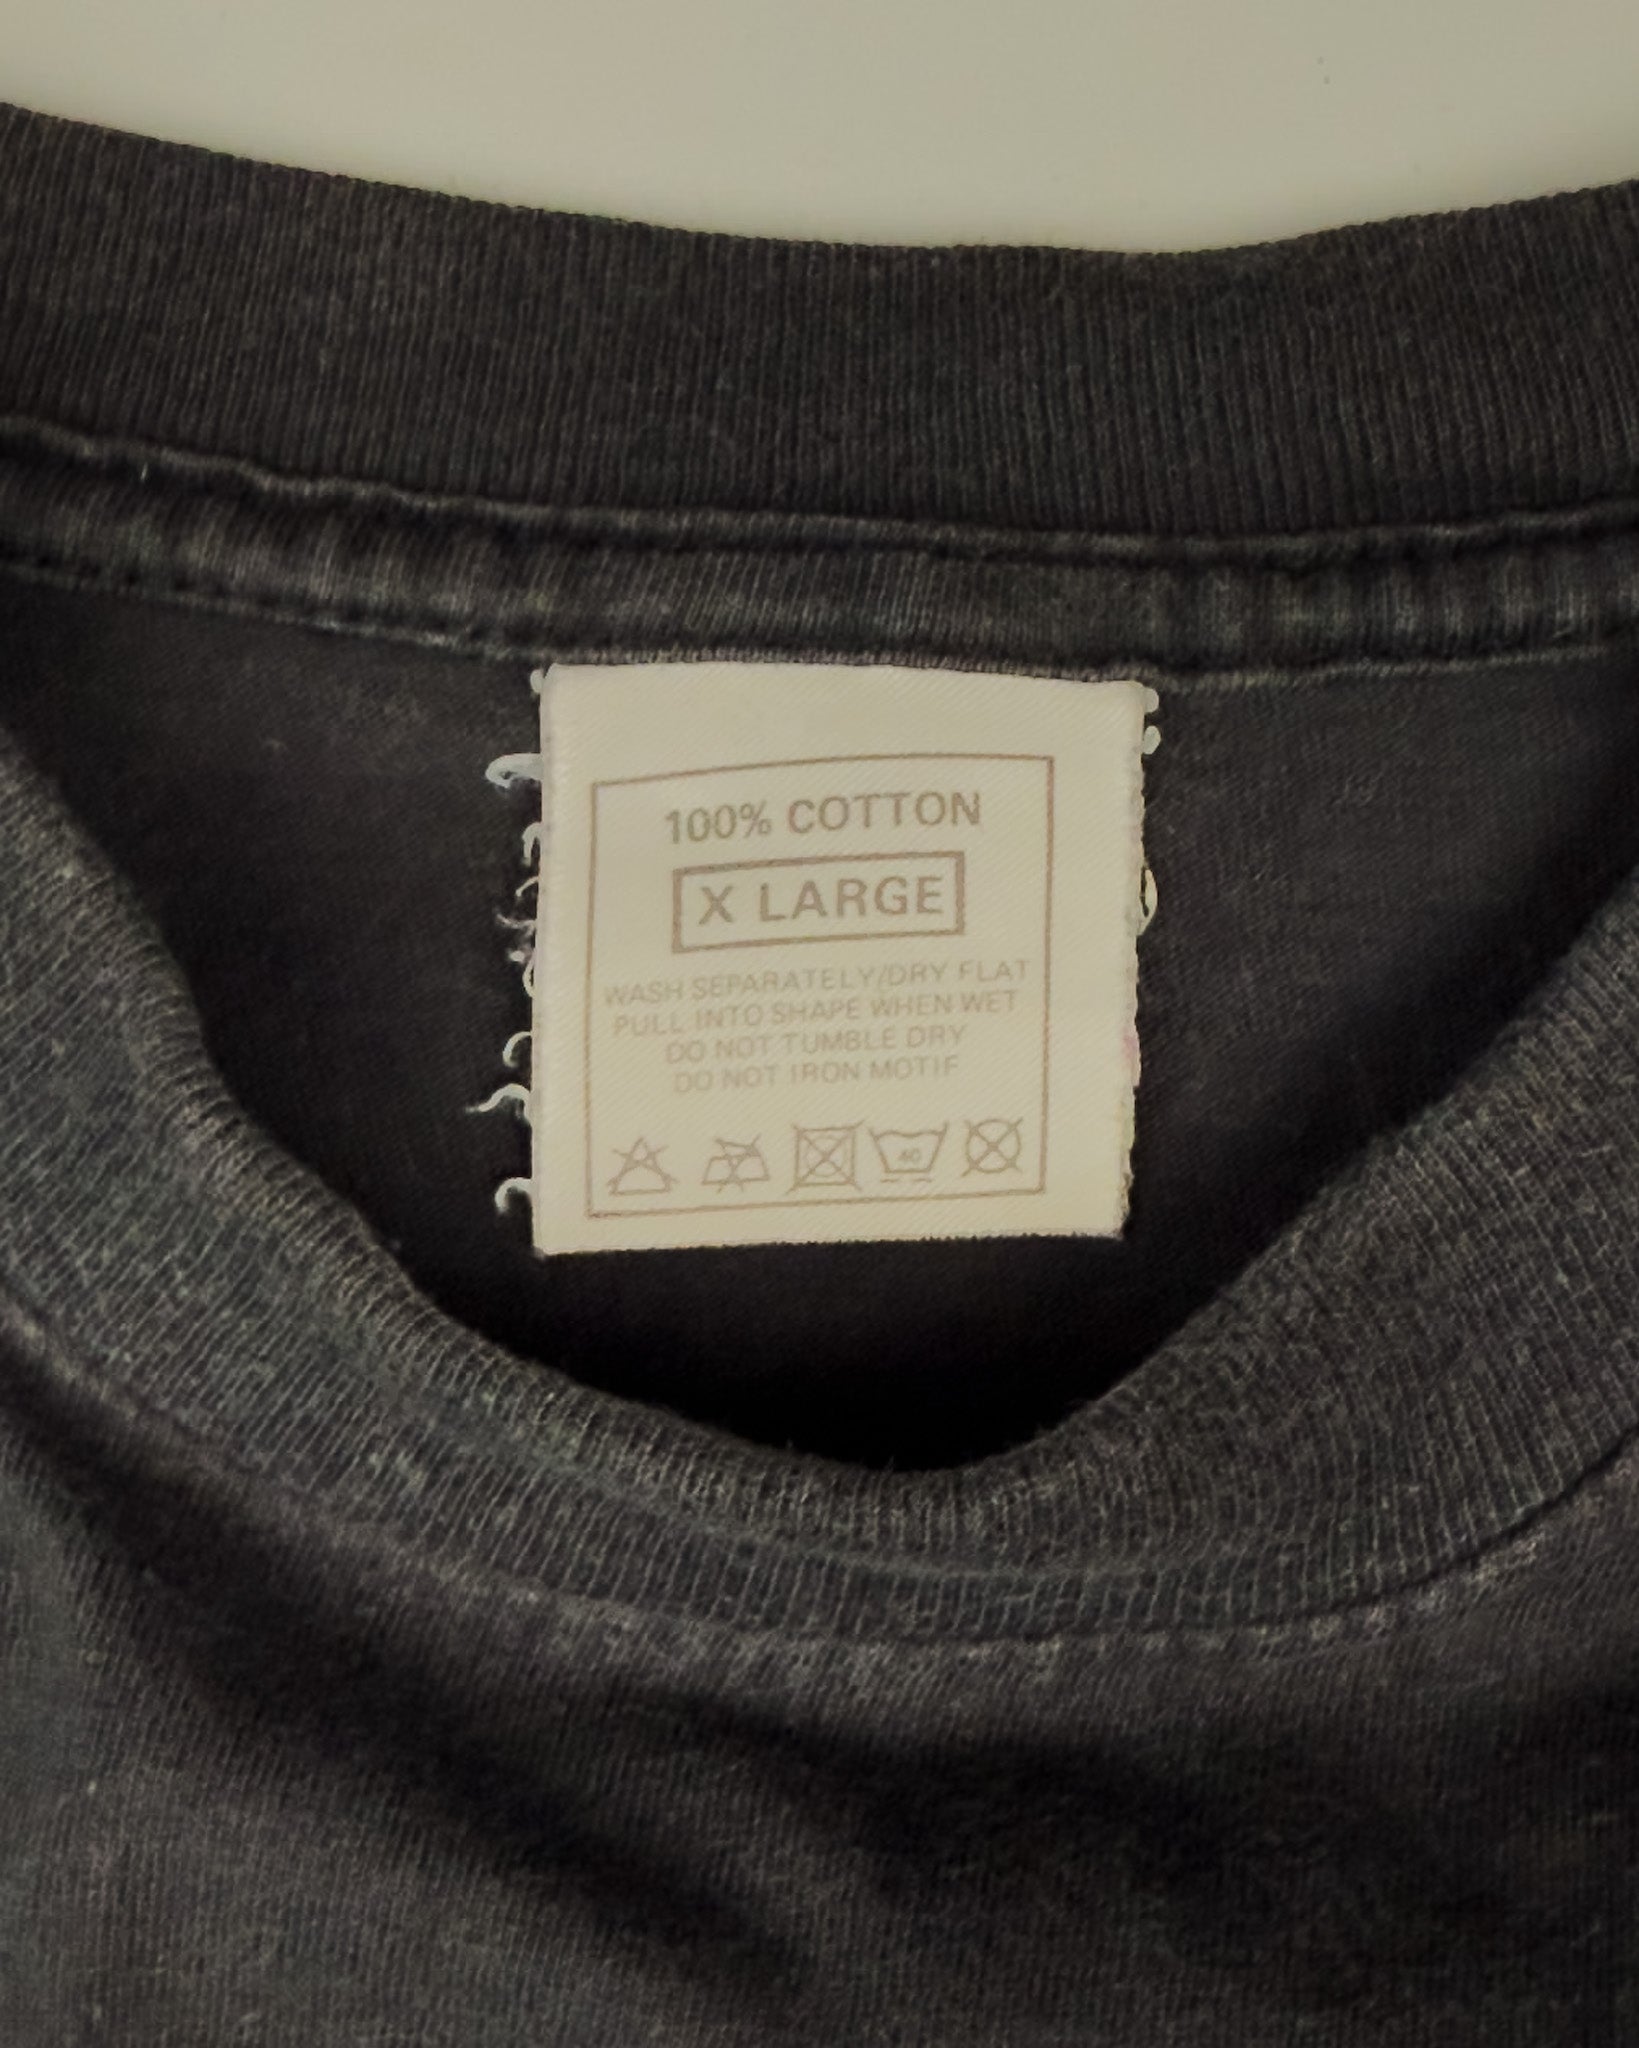 100% COTTON
X LARGE
WASH SEPARATELY/DRY FLAT
PULL INTO SHAPE WHEN WET
DO NOT TUMBLE DRY
DO NOT IRON MOTIF
40